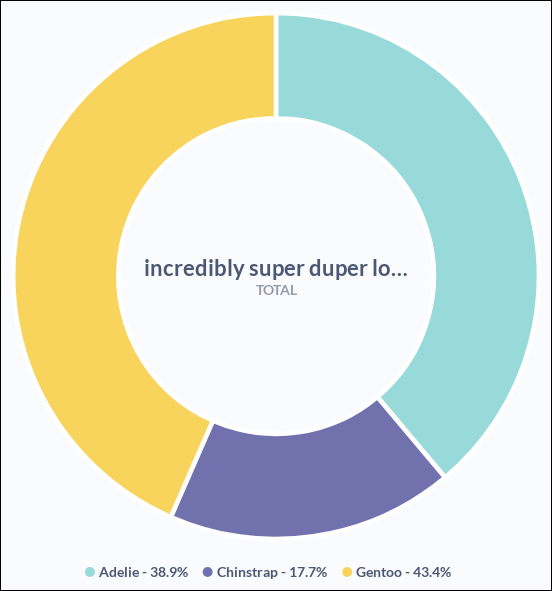 incredibly super duper lo...
TOTAL
Adelie - 38.9% Chinstrap - 17.7% Gentoo - 43.4%